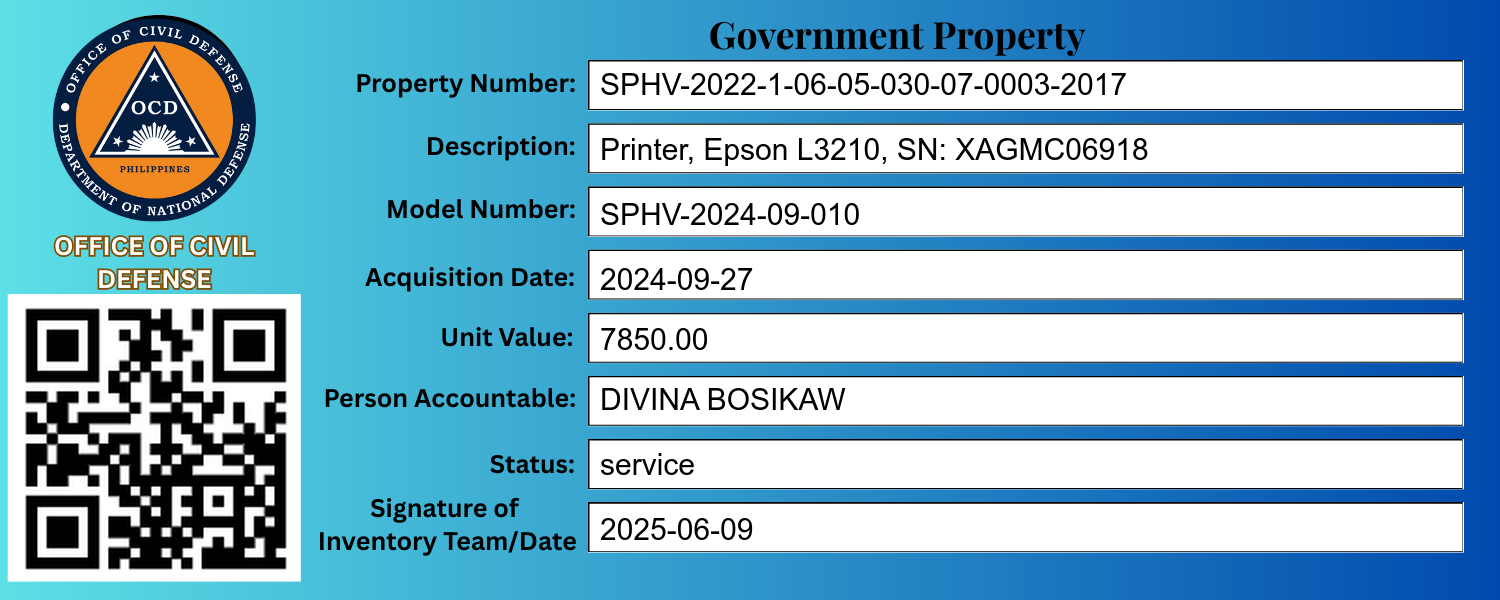 OFFICE OF CIVIL DEFENSE
OCD
PHILIPPINES
DEPARTMENT OF NATIONAL DEFENSE
OFFICE OF CIVIL
DEFENSE
Government Property
Property Number: SPHV-2022-1-06-05-030-07-0003-2017
Description: Printer, Epson L3210, SN: XAGMC06918
Model Number: SPHV-2024-09-010
Acquisition Date: 2024-09-27
Unit Value: 7850.00
Person Accountable: DIVINA BOSIKAW
Status: service
Signature of
Inventory Team/Date 2025-06-09